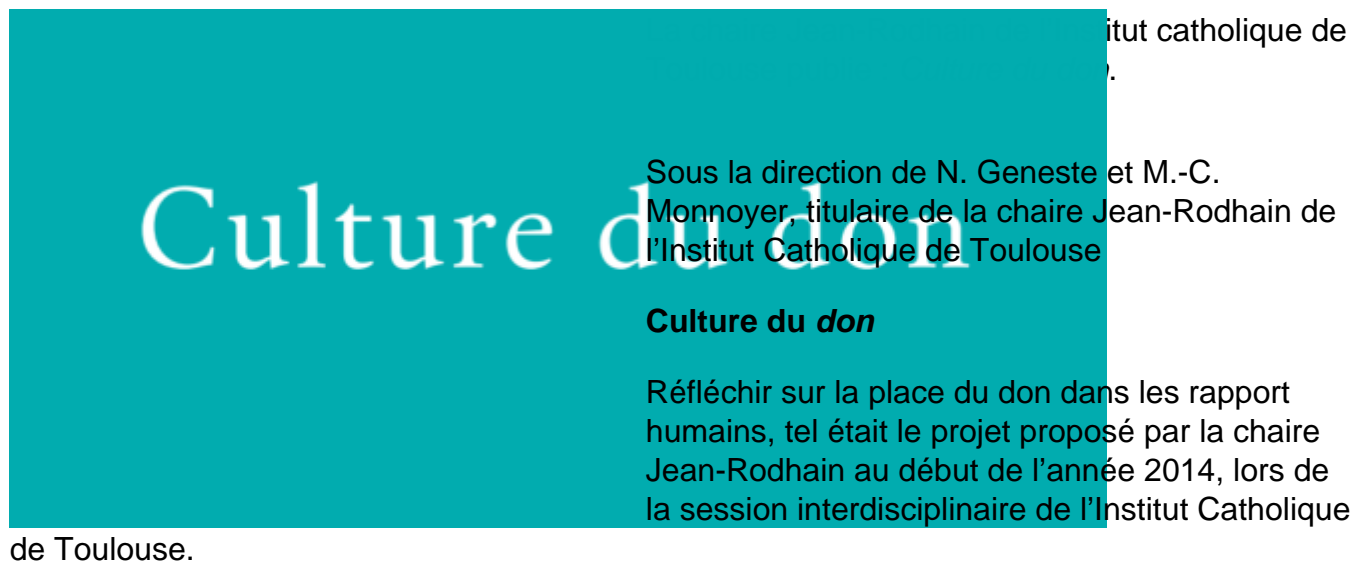 itut catholique de
.
Culture du don
Sous la direction de N. Geneste et M.-C.
Monnoyer, titulaire de la chaire Jean-Rodhain de
l’Institut Catholique de Toulouse
Culture du don
Réfléchir sur la place du don dans les rapport
humains, tel était le projet proposé par la chaire
Jean-Rodhain au début de l’année 2014, lors de
la session interdisciplinaire de l’Institut Catholique
de Toulouse.